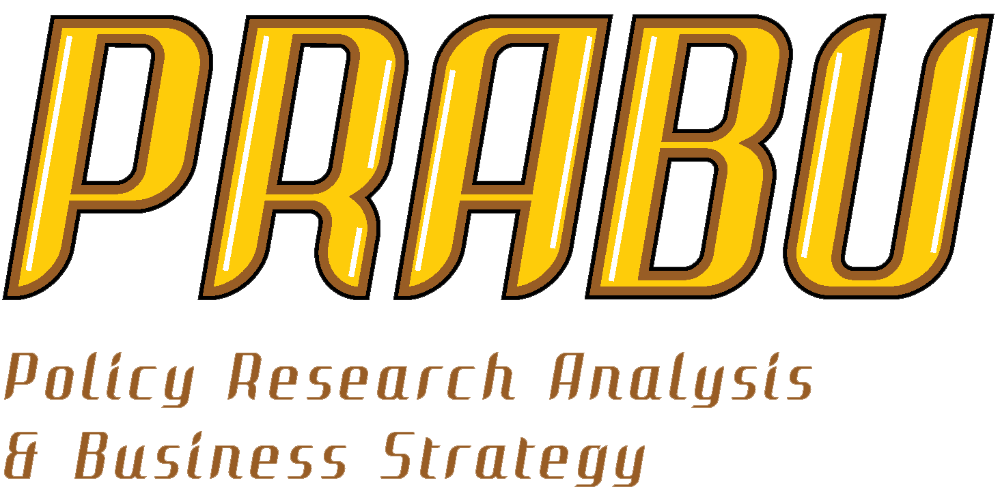 PRABU
Policy Research Analysis
& Business Strategy